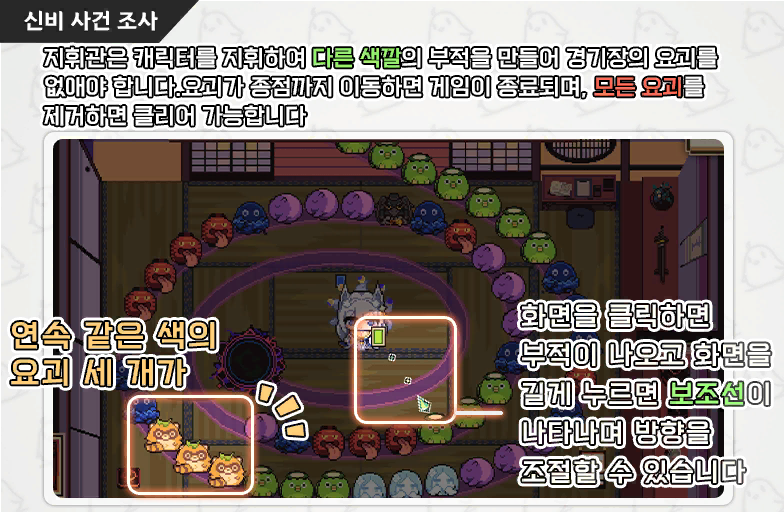 신비 사건 조사
지휘관은 캐릭터를 지휘하여 다른 색깔의 부적을 만들어 경기장의 요괴를
없애야 합니다.요괴가 종점까지 이동하면 게임이 종료되며, 모든 요괴를
제거하면 클리어 가능합니다
연속 같은 색의
요괴 세 개가
화면을 클릭하면
부적이 나오고 화면을
길게 누르면 보조선이
나타나며 방향을
조절할 수 있습니다